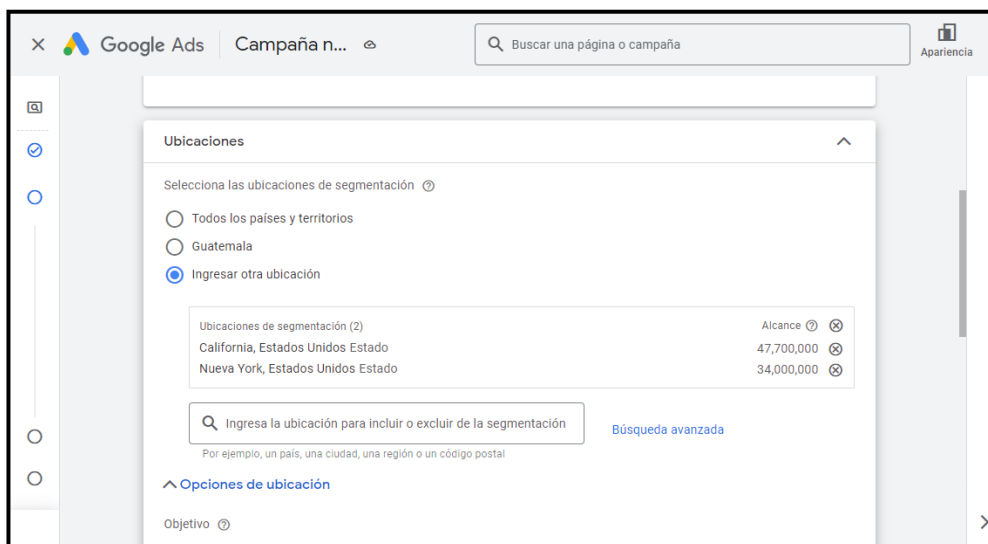 Google Ads
Campaña n...
Buscar una página o campaña
Apariencia
Ubicaciones
Selecciona las ubicaciones de segmentación
Todos los países y territorios
Guatemala
Ingresar otra ubicación
Ubicaciones de segmentación (2)
Alcance
California, Estados Unidos Estado
47,700,000
Nueva York, Estados Unidos Estado
34,000,000
Ingresa la ubicación para incluir o excluir de la segmentación
Búsqueda avanzada
Por ejemplo, un país, una ciudad, una región o un código postal
Opciones de ubicación
Objetivo